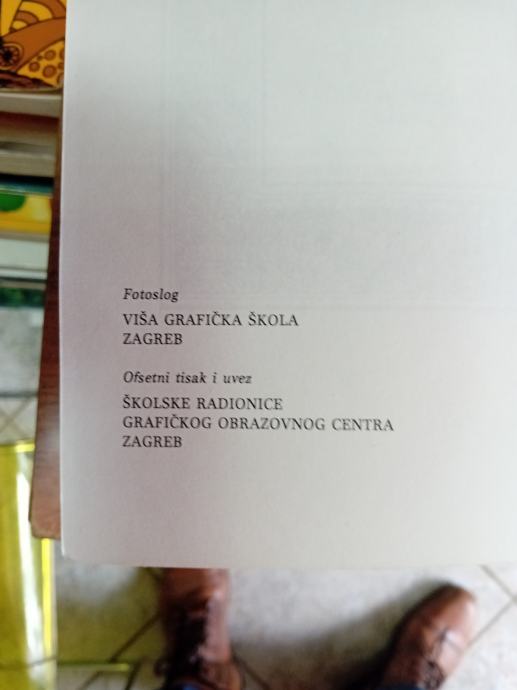 Fotoslog
VIŠA GRAFIČKA ŠKOLA
ZAGREB
Ofsetni tisak i uvez
ŠKOLSKE RADIONICE
GRAFIČKOG OBRAZOVNOG CENTRA
ZAGREB